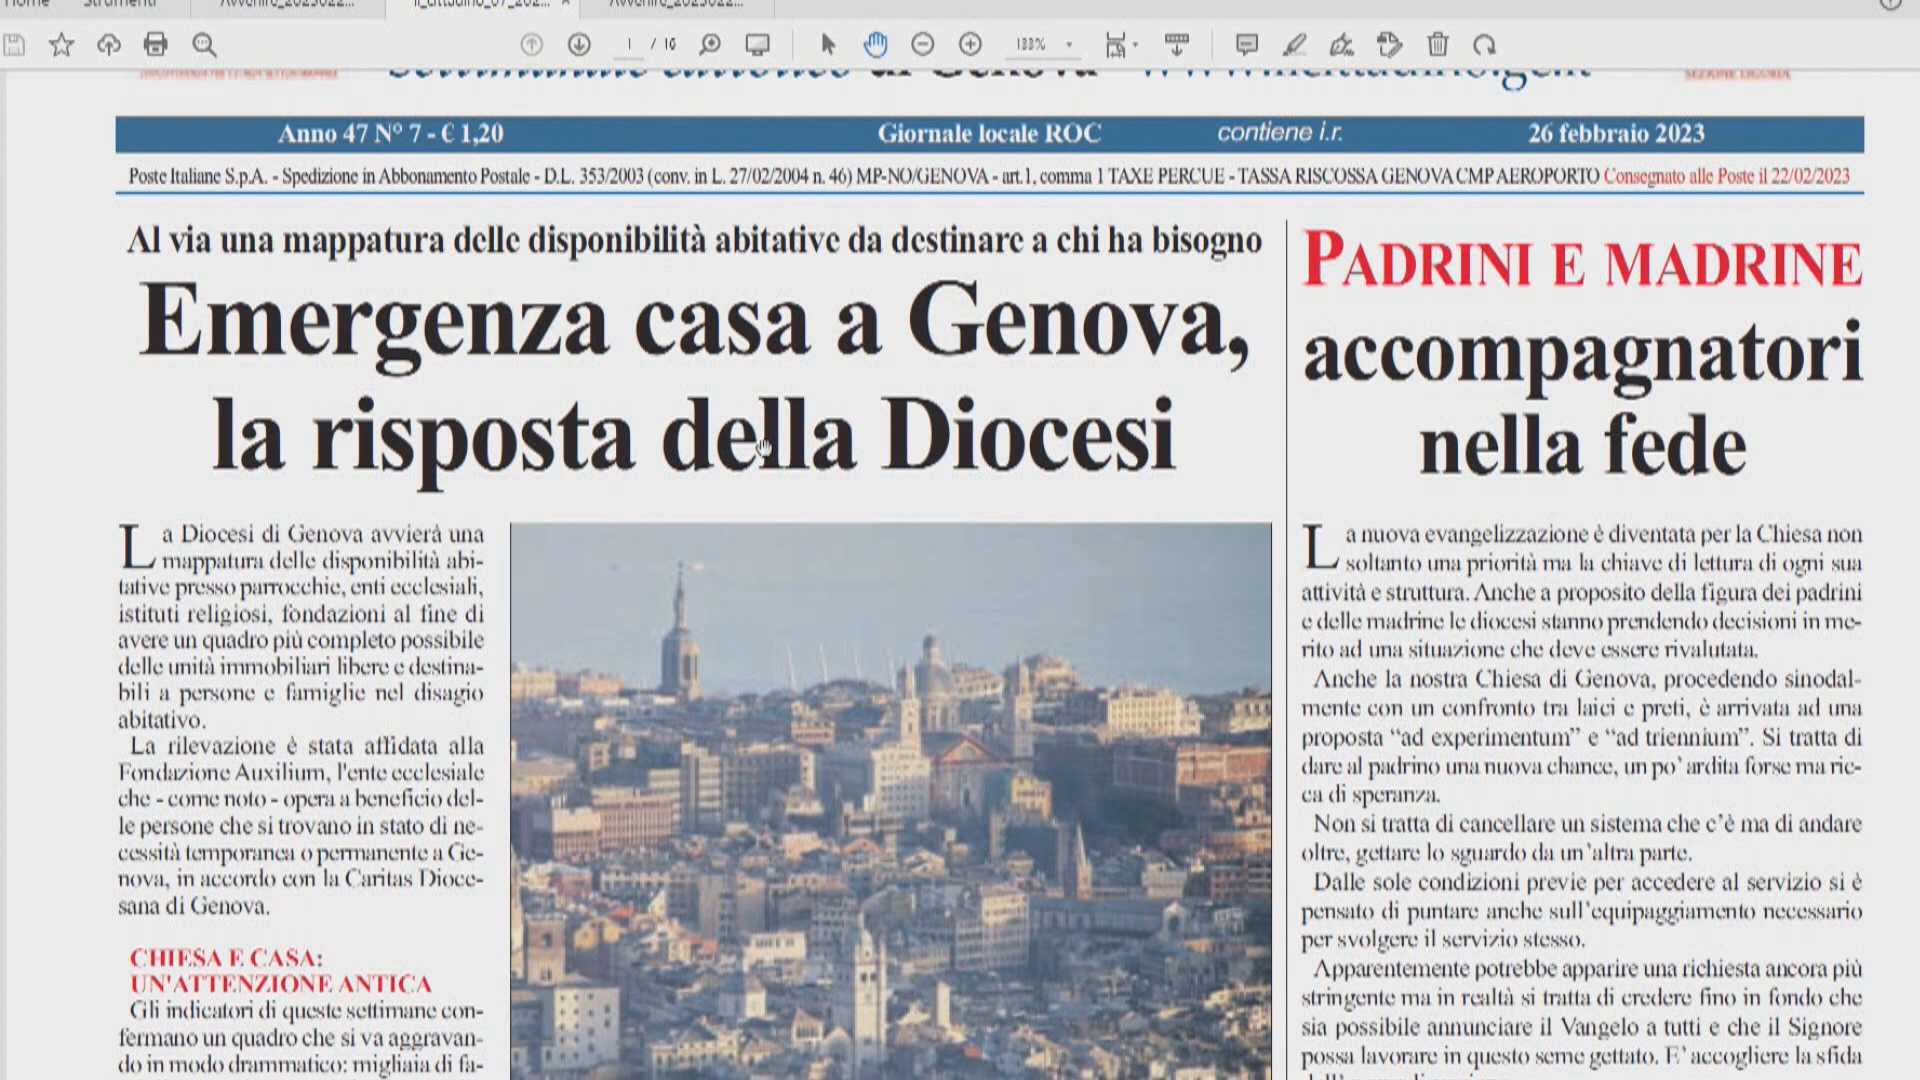 Home
Strumenti
1 / 16
133%
settimanale cattolico di Genova www.ilcittadino.ge.it
Anno 47 N° 7 - € 1,20
Giornale locale ROC
contiene i.r.
26 febbraio 2023
Poste Italiane S.p.A. - Spedizione in Abbonamento Postale - D.L. 353/2003 (conv. in L. 27/02/2004 n. 46) MP-NO/GENOVA - art.1, comma 1 TAXE PERCUE - TASSA RISCOSSA GENOVA CMP AEROPORTO Consegnato alle Poste il 22/02/2023
Al via una mappatura delle disponibilità abitative da destinare a chi ha bisogno
Emergenza casa a Genova,
la risposta della Diocesi
La Diocesi di Genova avvierà una
mappatura delle disponibilità abi-
tative presso parrocchie, enti ecclesiali,
istituti religiosi, fondazioni al fine di
avere un quadro più completo possibile
delle unità immobiliari libere e destina-
bili a persone e famiglie nel disagio
abitativo.
La rilevazione è stata affidata alla
Fondazione Auxilium, l'ente ecclesiale
che - come noto - opera a beneficio del-
le persone che si trovano in stato di ne-
cessità temporanea o permanente a Ge-
nova, in accordo con la Caritas Dioce-
sana di Genova.
CHIESA E CASA:
UN'ATTENZIONE ANTICA
Gli indicatori di queste settimane con-
fermano un quadro che si va aggravan-
do in modo drammatico: migliaia di fa-
PADRINI E MADRINE
accompagnatori
nella fede
La nuova evangelizzazione è diventata per la Chiesa non
soltanto una priorità ma la chiave di lettura di ogni sua
attività e struttura. Anche a proposito della figura dei padrini
e delle madrine le diocesi stanno prendendo decisioni in me-
rito ad una situazione che deve essere rivalutata.
Anche la nostra Chiesa di Genova, procedendo sinodal-
mente con un confronto tra laici e preti, è arrivata ad una
proposta “ad experimentum” e “ad triennium”. Si tratta di
dare al padrino una nuova chance, un po’ ardita forse ma ric-
ca di speranza.
Non si tratta di cancellare un sistema che c’è ma di andare
oltre, gettare lo sguardo da un’altra parte.
Dalle sole condizioni previe per accedere al servizio si è
pensato di puntare anche sull’equipaggiamento necessario
per svolgere il servizio stesso.
Apparentemente potrebbe apparire una richiesta ancora più
stringente ma in realtà si tratta di credere fino in fondo che
sia possibile annunciare il Vangelo a tutti e che il Signore
possa lavorare in questo seme gettato. E’ accogliere la sfida